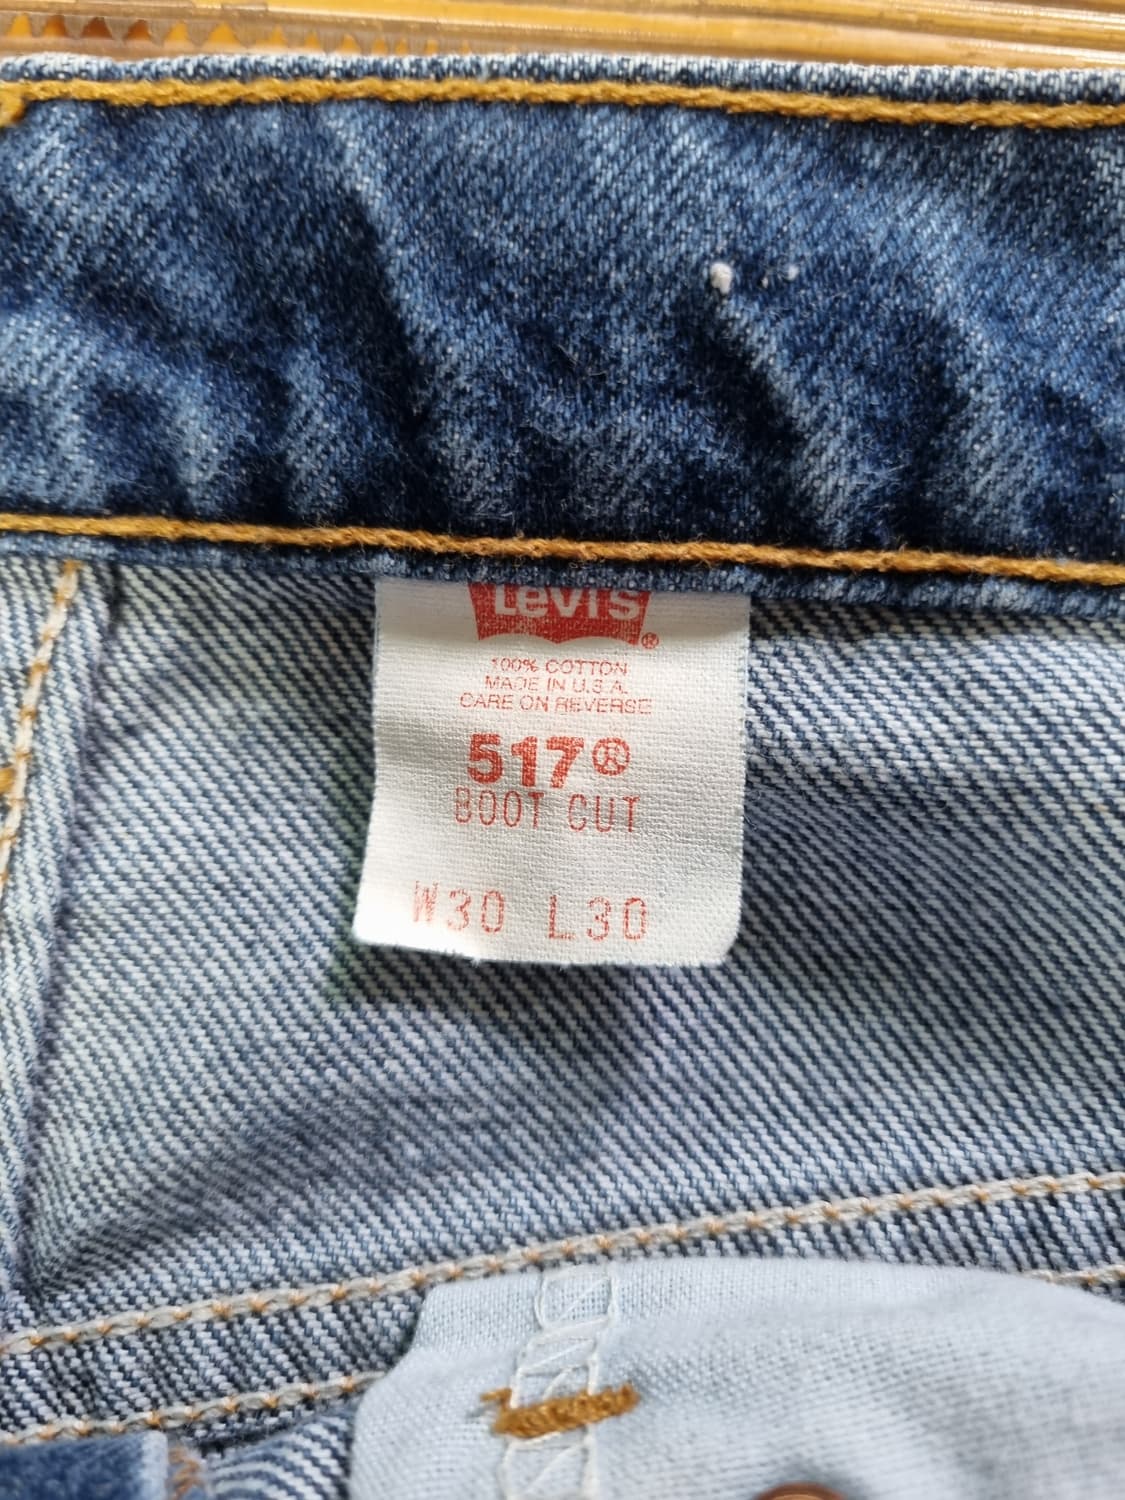 Levi's ®
100% COTTON
MADE IN U.S.A.
CARE ON REVERSE
517®
BOOT CUT
W30 L30